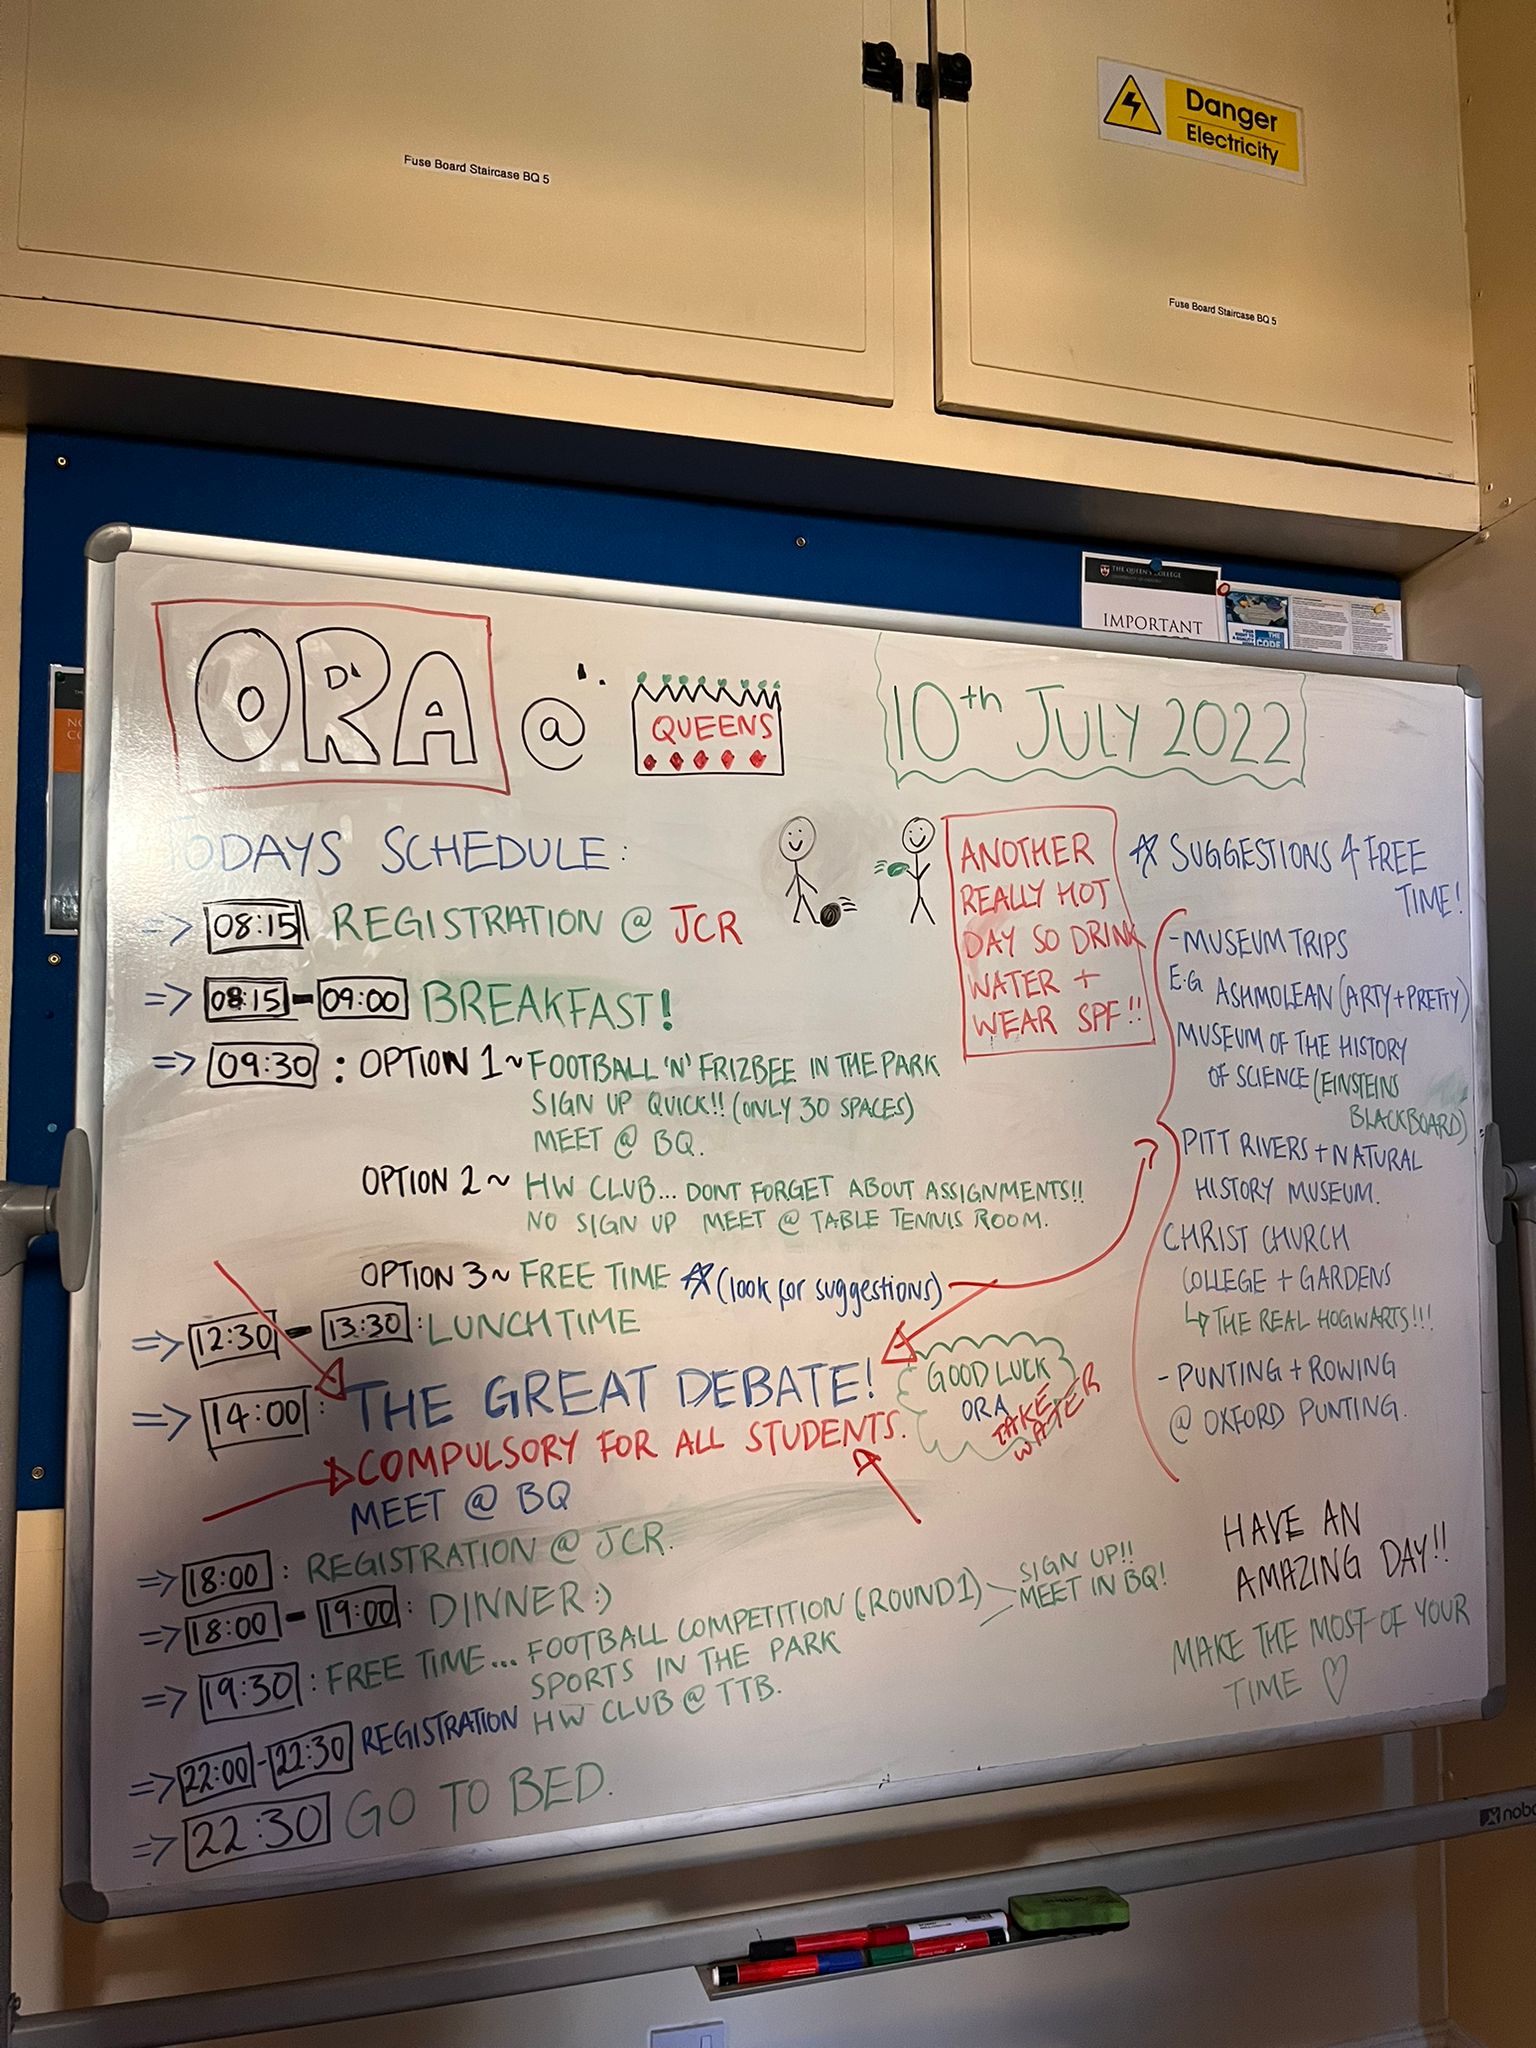 Fuse Board Staircase BQ 5
Danger
Electricity
Fuse Board Staircase BQ 5
THE QUEEN'S COLLEGE
IMPORTANT
ORA @ QUEENS
10th JULY 2022
TODAYS SCHEDULE:
=> 08:15 REGISTRATION @ JCR
=> 08:15 - 09:00 BREAKFAST!
=> 09:30 : OPTION 1 ~ FOOTBALL 'N' FRIZBEE IN THE PARK
SIGN UP QUICK!! (ONLY 30 SPACES)
MEET @ BQ.
OPTION 2 ~ HW CLUB... DONT FORGET ABOUT ASSIGNMENTS!!
NO SIGN UP MEET @ TABLE TENNIS ROOM.
OPTION 3 ~ FREE TIME ☆ (look for suggestions)
=> 12:30 - 13:30 : LUNCHTIME
=> 14:00 : THE GREAT DEBATE!
COMPULSORY FOR ALL STUDENTS.
MEET @ BQ
GOOD LUCK
ORA
TAKE
WATER
=> 18:00 : REGISTRATION @ JCR.
=> 18:00 - 19:00 : DINNER :)
=> 19:30 : FREE TIME... FOOTBALL COMPETITION (ROUND 1)
SIGN UP!!
MEET IN BQ!
SPORTS IN THE PARK
HW CLUB @ TTB.
=> 22:00 - 22:30 REGISTRATION
=> 22:30 GO TO BED.
ANOTHER
REALLY HOT
DAY SO DRINK
WATER +
WEAR SPF!!
☆ SUGGESTIONS 4 FREE
TIME!
- MUSEUM TRIPS
E.G. ASHMOLEAN (ARTY + PRETTY)
MUSEUM OF THE HISTORY
OF SCIENCE (EINSTEINS
BLACKBOARD)
PITT RIVERS + NATURAL
HISTORY MUSEUM.
CHRIST CHURCH
COLLEGE + GARDENS
↳ THE REAL HOGWARTS!!!
- PUNTING + ROWING
@ OXFORD PUNTING.
HAVE AN
AMAZING DAY!!
MAKE THE MOST OF YOUR
TIME ♡
nobo